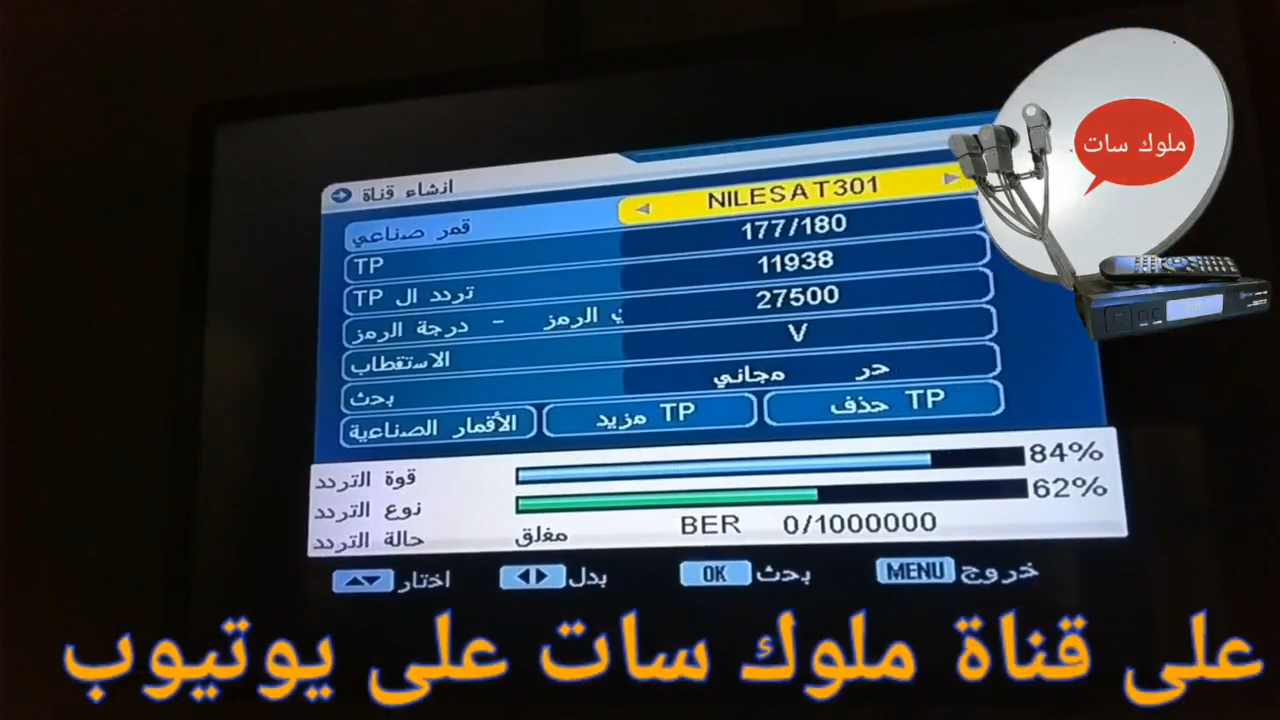 ملوك سات
انشاء قناة
قمر صناعي NILESAT301
TP 177/180
تردد ال TP 11938
درجة الرمز - ي الرمز 27500
الاستقطاب V
بحث مجاني حر
الأقمار الصناعية مزيد TP حذف TP
قوة التردد 84%
نوع التردد 62%
حالة التردد مغلق BER 0/1000000
اختار بدل OK بحث MENU خروج
على قناة ملوك سات على يوتيوب